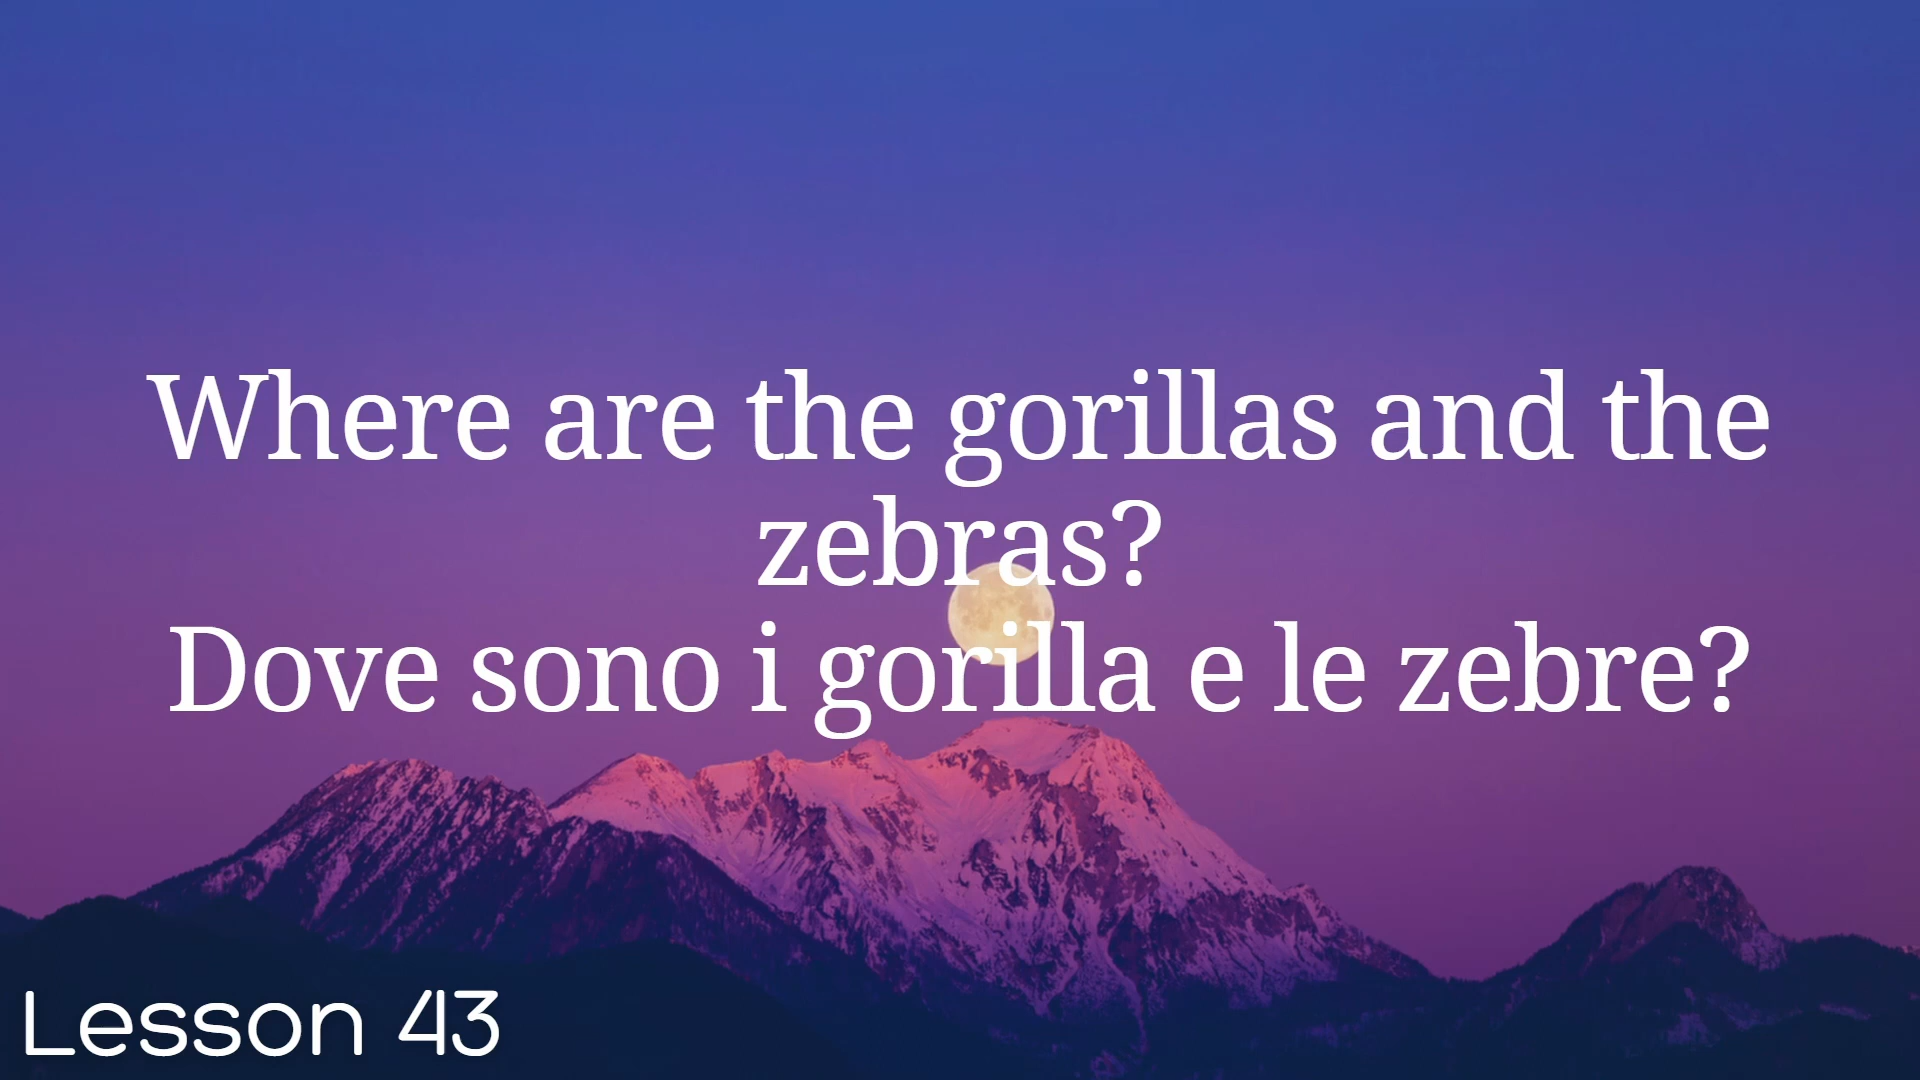 Where are the gorillas and the
zebras?
Dove sono i gorilla e le zebre?
Lesson 43